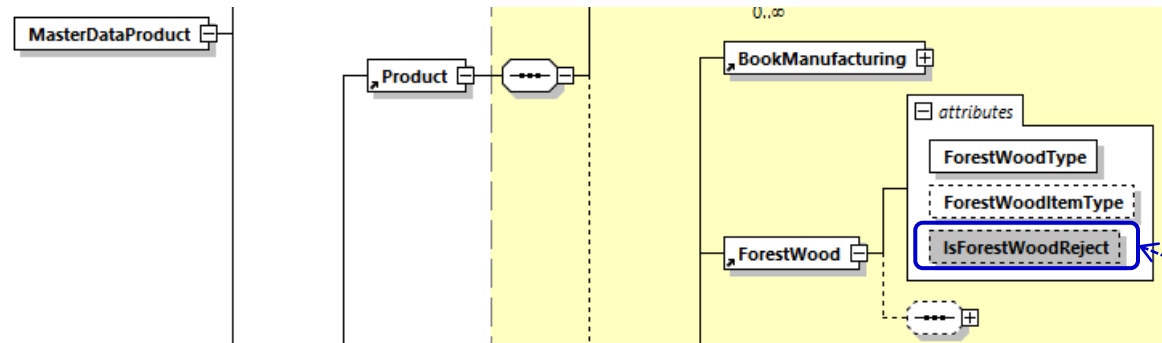 0..∞
MasterDataProduct
BookManufacturing
Product
attributes
ForestWoodType
ForestWoodItemType
IsForestWoodReject
ForestWood